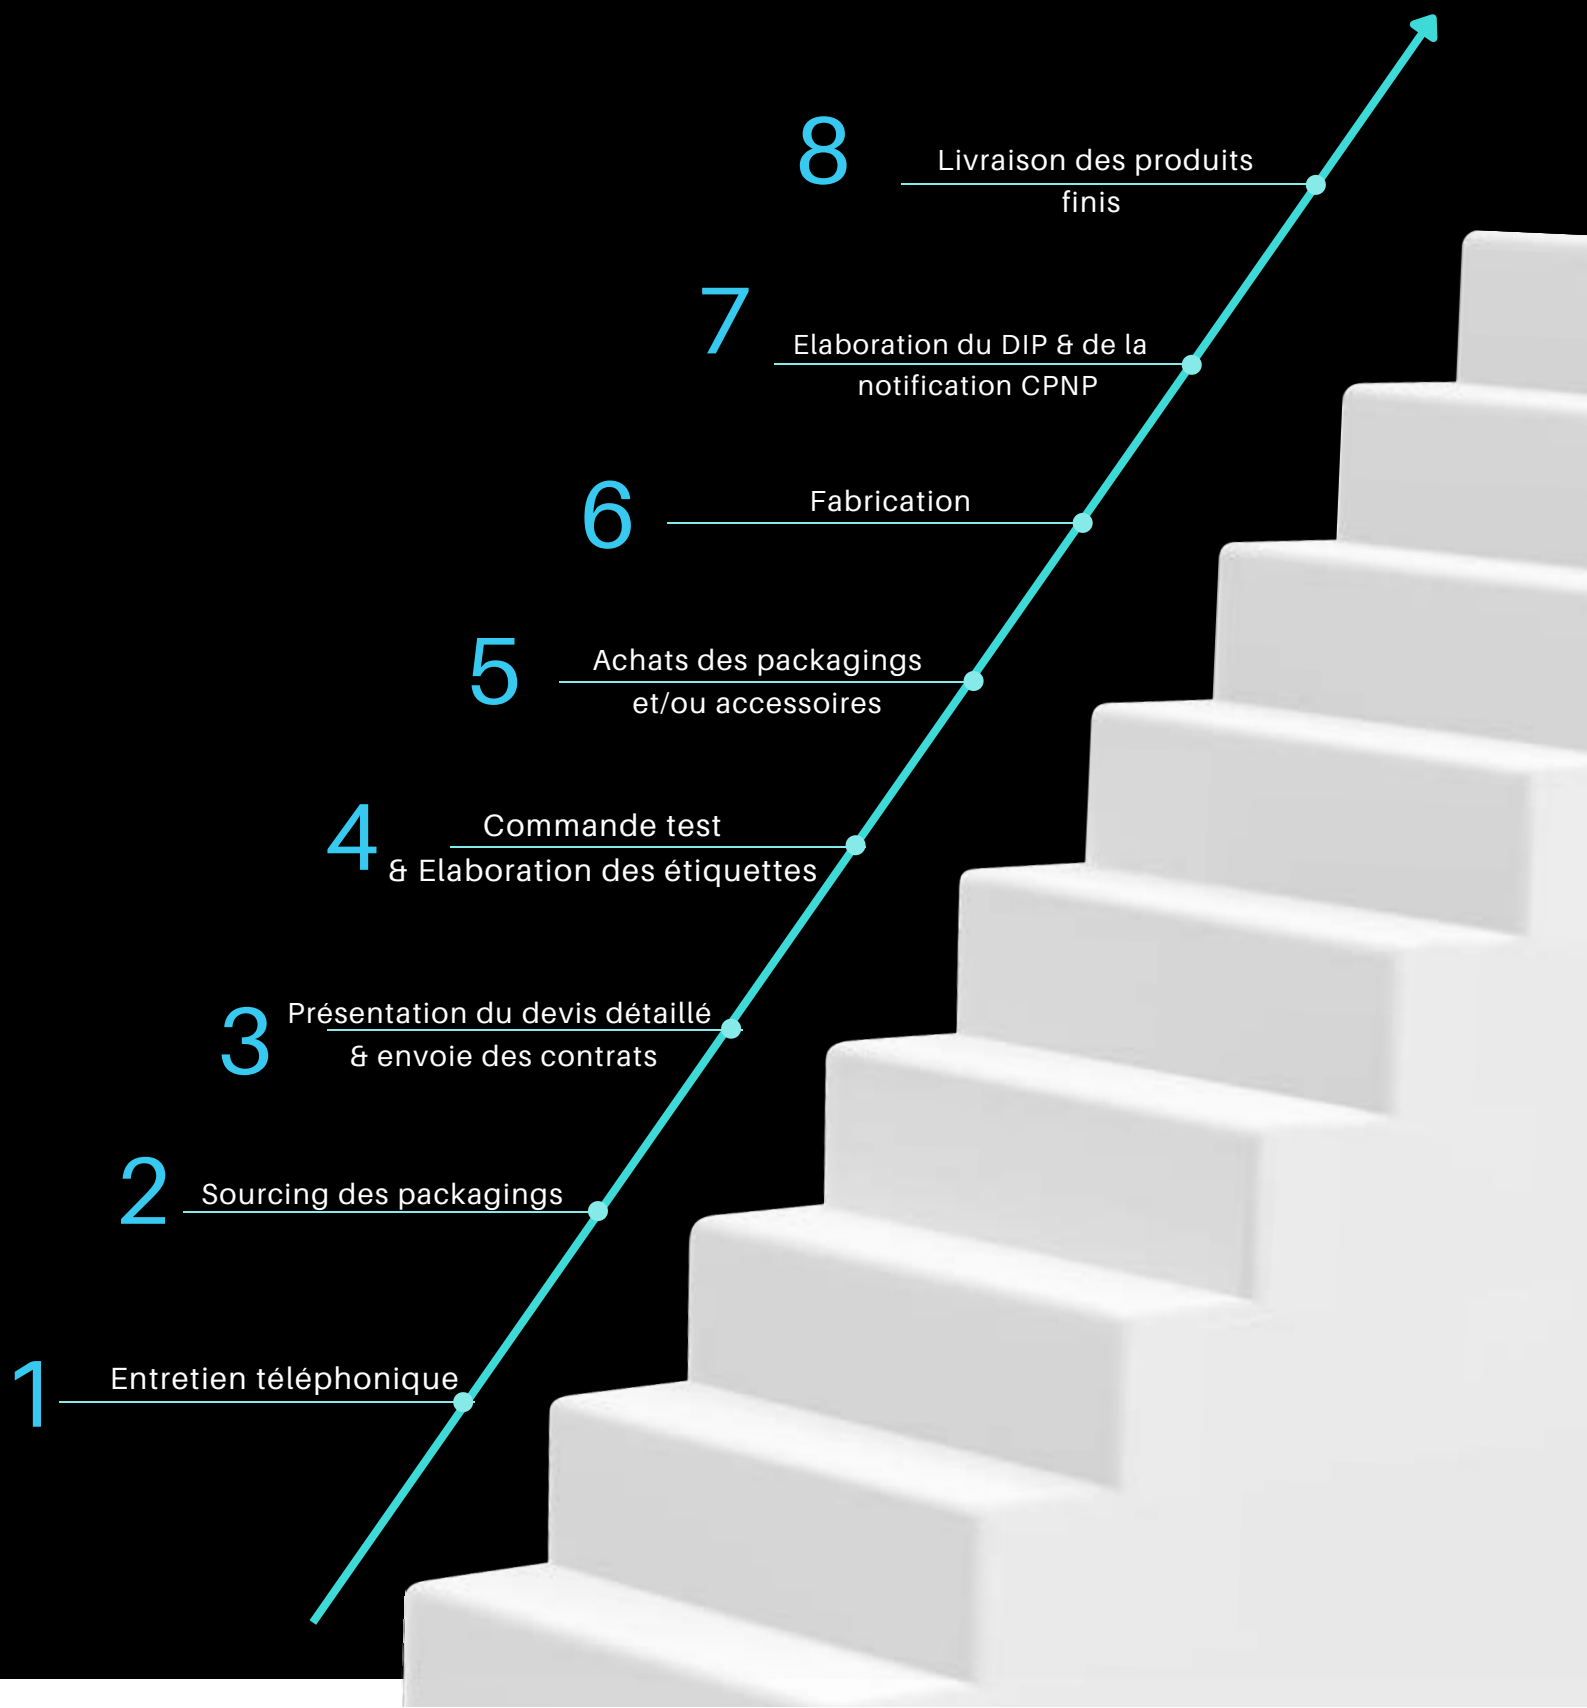 8
Livraison des produits
finis
7
Elaboration du DIP & de la
notification CPNP
6
Fabrication
5
Achats des packagings
et/ou accessoires
4
Commande test
& Elaboration des étiquettes
3
Présentation du devis détaillé
& envoie des contrats
2
Sourcing des packagings
1
Entretien téléphonique